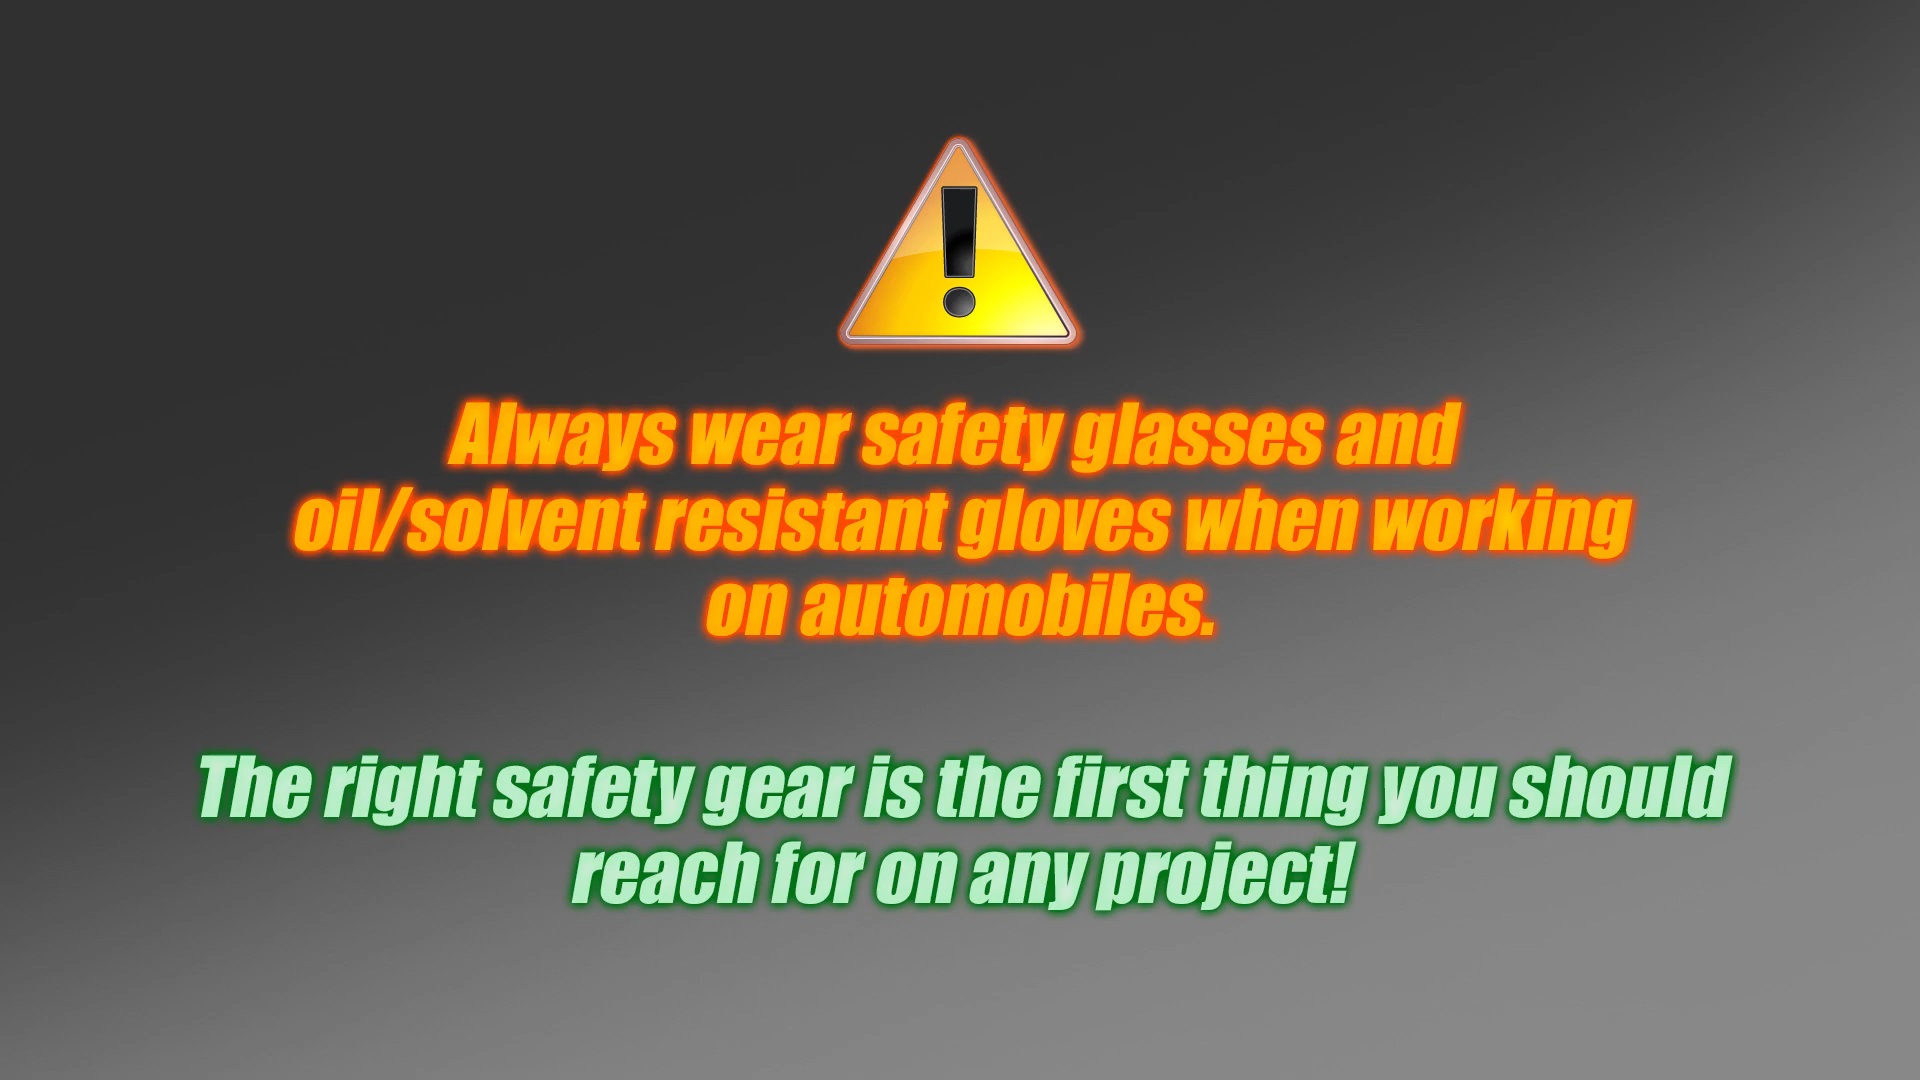 Always wear safety glasses and
oil/solvent resistant gloves when working
on automobiles.
The right safety gear is the first thing you should
reach for on any project!